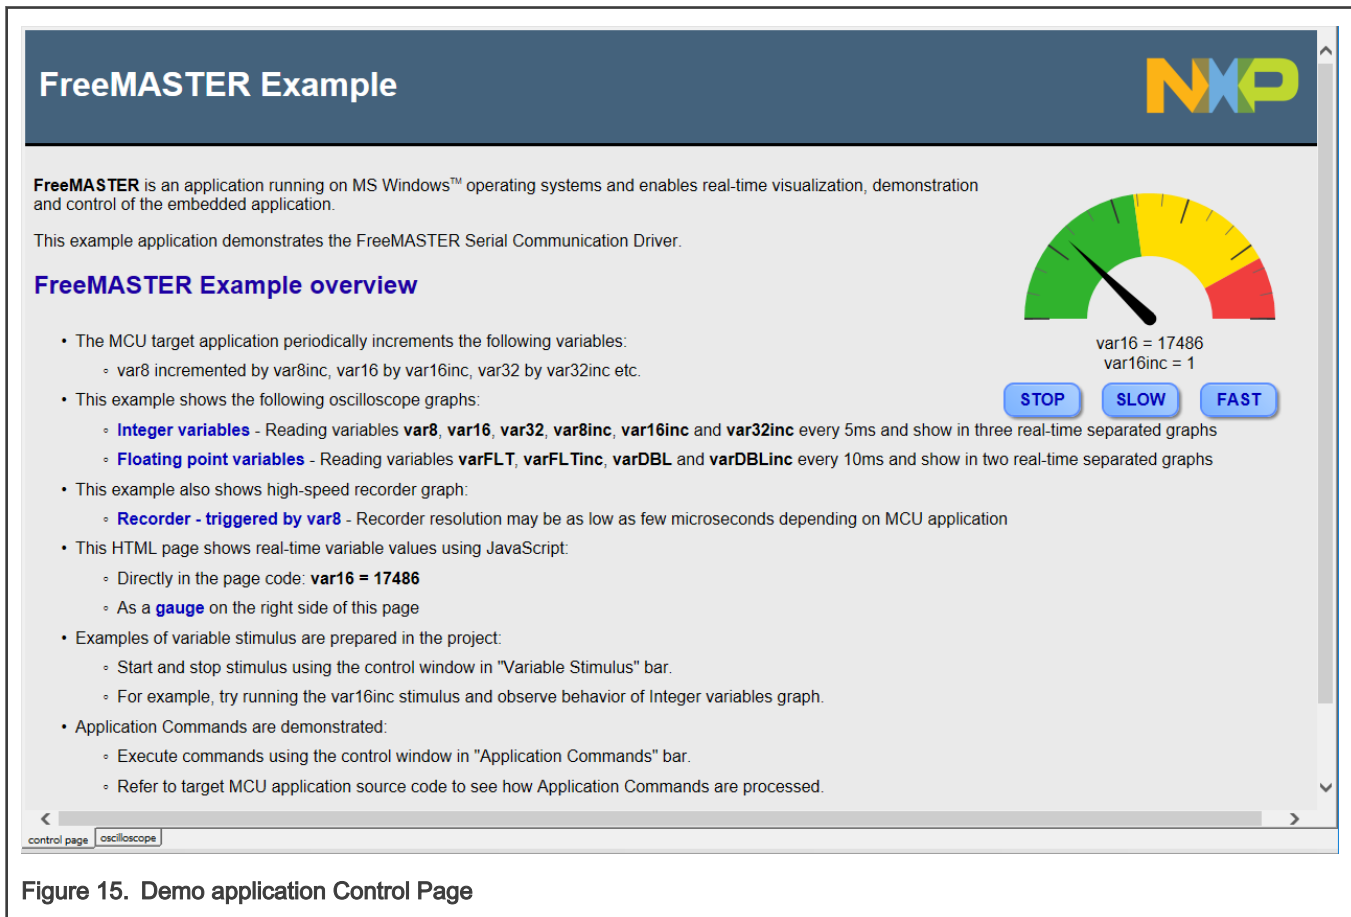 FreeMASTER Example
NXP
FreeMASTER is an application running on MS Windows™ operating systems and enables real-time visualization, demonstration
and control of the embedded application.
This example application demonstrates the FreeMASTER Serial Communication Driver.
FreeMASTER Example overview
• The MCU target application periodically increments the following variables:
◦ var8 incremented by var8inc, var16 by var16inc, var32 by var32inc etc.
• This example shows the following oscilloscope graphs:
var16 = 17486
var16inc = 1
STOP SLOW FAST
◦ Integer variables - Reading variables var8, var16, var32, var8inc, var16inc and var32inc every 5ms and show in three real-time separated graphs
◦ Floating point variables - Reading variables varFLT, varFLTinc, varDBL and varDBLinc every 10ms and show in two real-time separated graphs
• This example also shows high-speed recorder graph:
◦ Recorder - triggered by var8 - Recorder resolution may be as low as few microseconds depending on MCU application
• This HTML page shows real-time variable values using JavaScript:
◦ Directly in the page code: var16 = 17486
◦ As a gauge on the right side of this page
• Examples of variable stimulus are prepared in the project:
◦ Start and stop stimulus using the control window in "Variable Stimulus" bar.
◦ For example, try running the var16inc stimulus and observe behavior of Integer variables graph.
• Application Commands are demonstrated:
◦ Execute commands using the control window in "Application Commands" bar.
◦ Refer to target MCU application source code to see how Application Commands are processed.
control page oscilloscope
Figure 15. Demo application Control Page